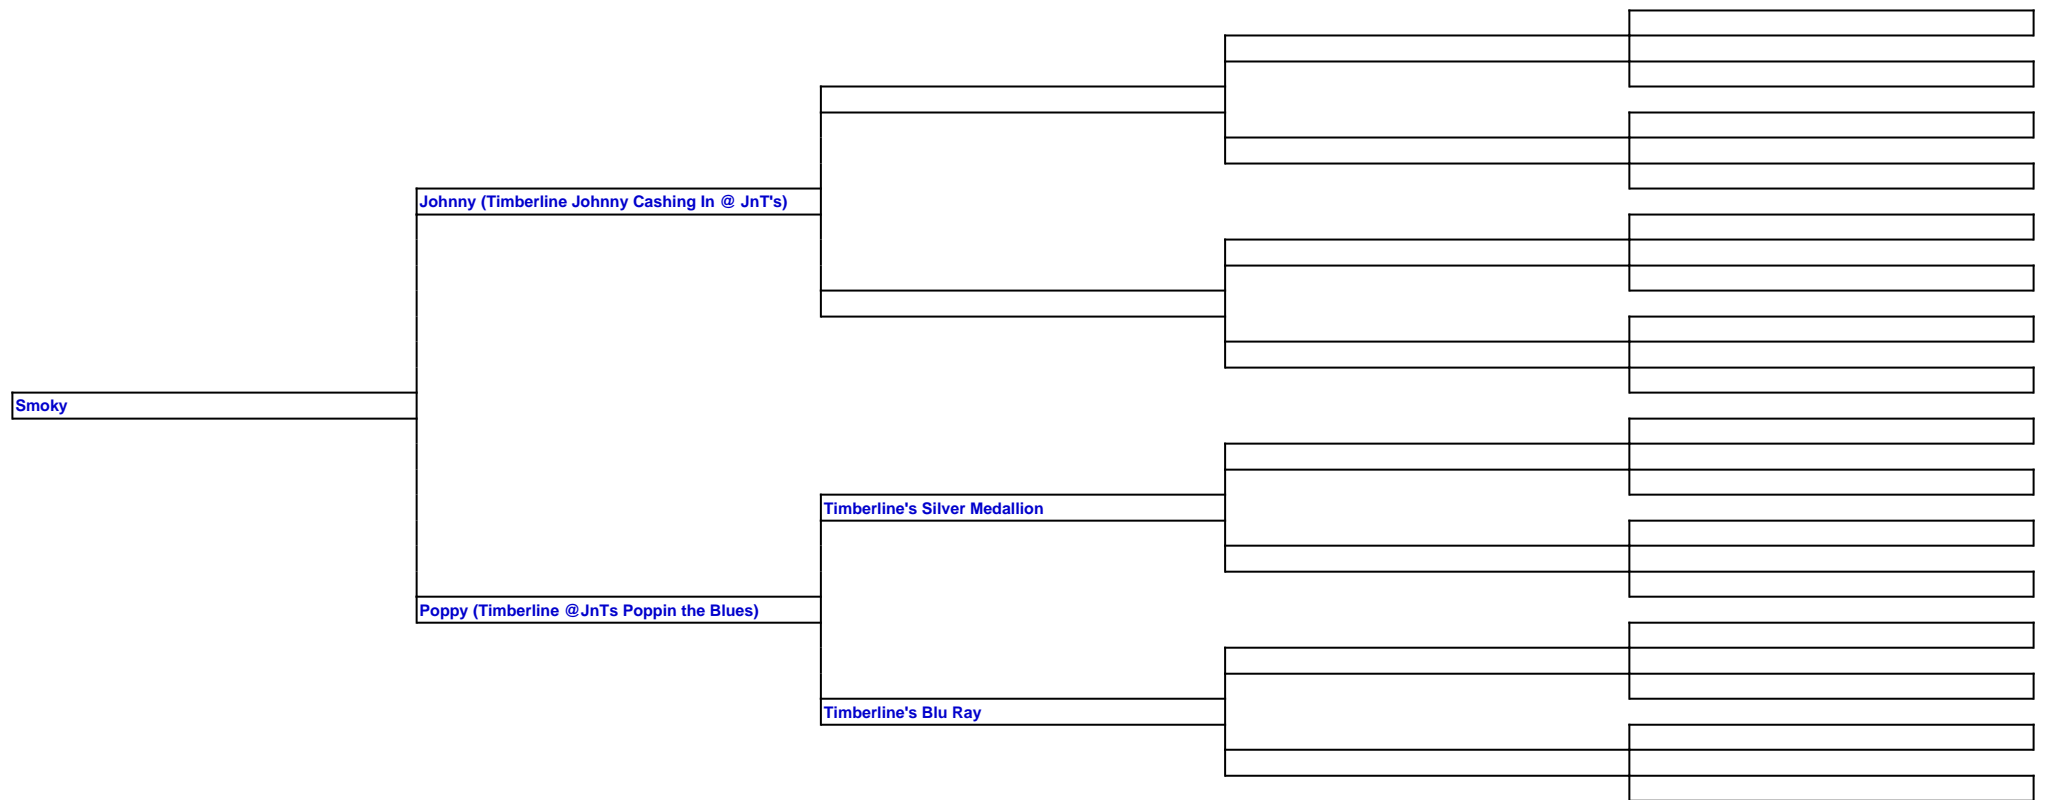 Johnny (Timberline Johnny Cashing In @ JnT's)
Smoky
Timberline's Silver Medallion
Poppy (Timberline @JnTs Poppin the Blues)
Timberline's Blu Ray